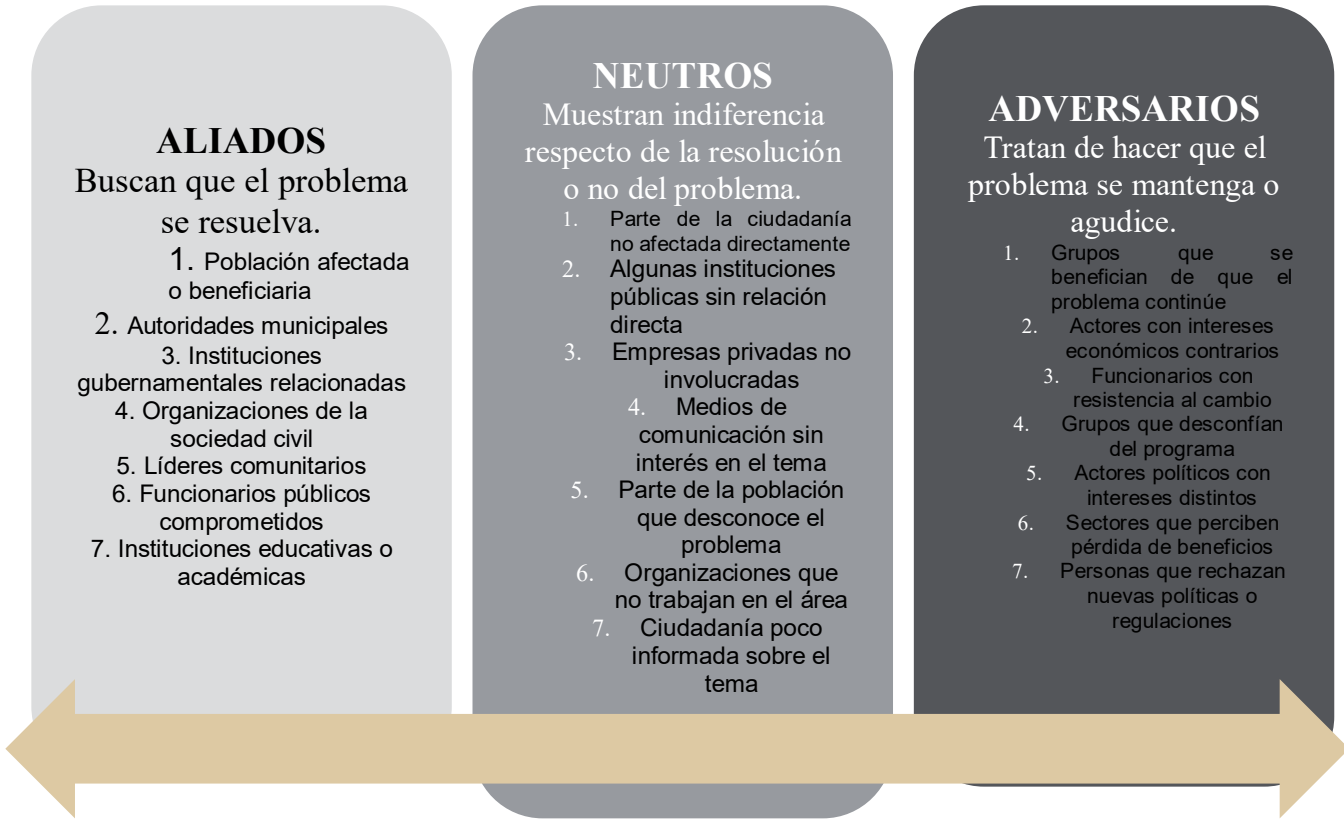 ALIADOS
Buscan que el problema
se resuelva.
1. Población afectada
o beneficiaria
2. Autoridades municipales
3. Instituciones
gubernamentales relacionadas
4. Organizaciones de la
sociedad civil
5. Líderes comunitarios
6. Funcionarios públicos
comprometidos
7. Instituciones educativas o
académicas
NEUTROS
Muestran indiferencia
respecto de la resolución
o no del problema.
1. Parte de la ciudadanía
no afectada directamente
2. Algunas instituciones
públicas sin relación
directa
3. Empresas privadas no
involucradas
4. Medios de
comunicación sin
interés en el tema
5. Parte de la población
que desconoce el
problema
6. Organizaciones que
no trabajan en el área
7. Ciudadanía poco
informada sobre el
tema
ADVERSARIOS
Tratan de hacer que el
problema se mantenga o
agudice.
1. Grupos que se
benefician de que el
problema continúe
2. Actores con intereses
económicos contrarios
3. Funcionarios con
resistencia al cambio
4. Grupos que desconfían
del programa
5. Actores políticos con
intereses distintos
6. Sectores que perciben
pérdida de beneficios
7. Personas que rechazan
nuevas políticas o
regulaciones